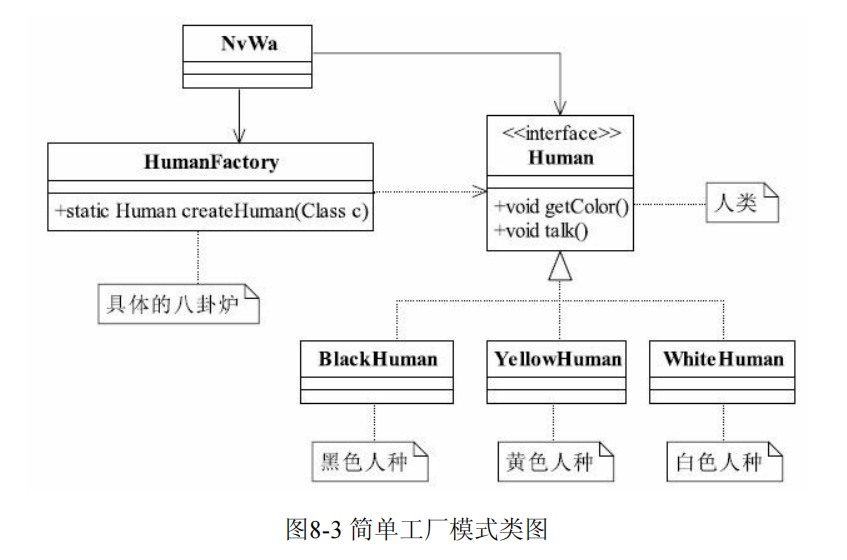 NvWa
HumanFactory
+static Human createHuman(Class c)
具体的八卦炉
<<interface>>
Human
+void getColor()
+void talk()
人类
BlackHuman
YellowHuman
WhiteHuman
黑色人种
黄色人种
白色人种
图8-3 简单工厂模式类图